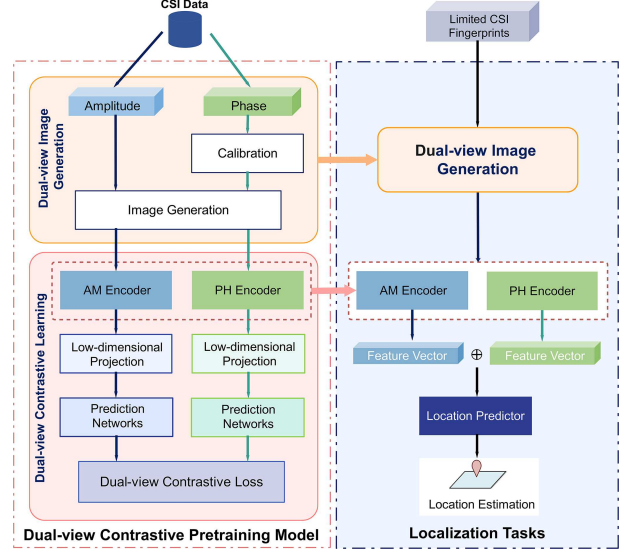 CSI Data
Limited CSI
Fingerprints
Dual-view Image
Generation
Amplitude
Phase
Calibration
Image Generation
Dual-view Image
Generation
Dual-view Contrastive Learning
AM Encoder
PH Encoder
Low-dimensional
Projection
Low-dimensional
Projection
Prediction
Networks
Prediction
Networks
Dual-view Contrastive Loss
AM Encoder
PH Encoder
Feature Vector
⊕
Feature Vector
Location Predictor
Location Estimation
Dual-view Contrastive Pretraining Model
Localization Tasks